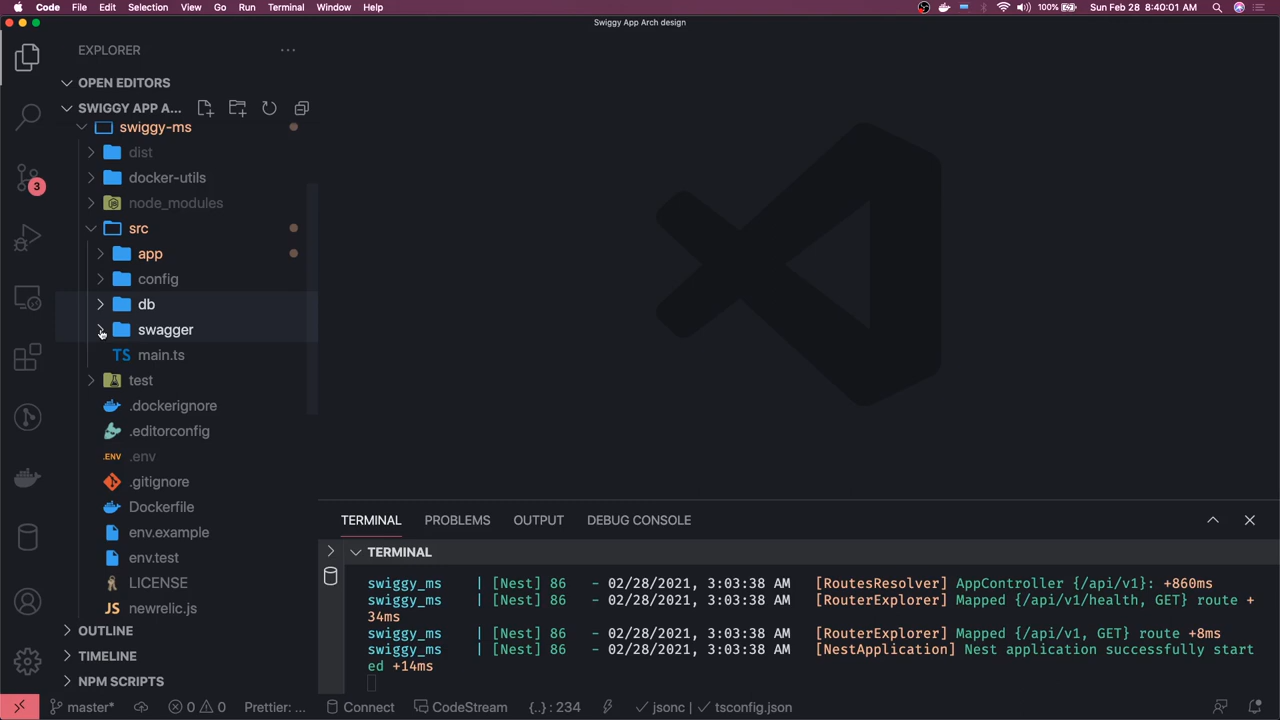 Code File Edit Selection View Go Run Terminal Window Help 100% Sun Feb 28 8:40:01 AM
Swiggy App Arch design
EXPLORER
OPEN EDITORS
SWIGGY APP A...
swiggy-ms
dist
docker-utils
node_modules
src
app
config
db
swagger
TS main.ts
test
.dockerignore
.editorconfig
.ENV .env
.gitignore
Dockerfile
env.example
env.test
LICENSE
JS newrelic.js
OUTLINE
TIMELINE
NPM SCRIPTS
3
TERMINAL PROBLEMS OUTPUT DEBUG CONSOLE
TERMINAL
swiggy_ms | [Nest] 86 - 02/28/2021, 3:03:38 AM [RoutesResolver] AppController {/api/v1}: +860ms
swiggy_ms | [Nest] 86 - 02/28/2021, 3:03:38 AM [RouterExplorer] Mapped {/api/v1/health, GET} route +
34ms
swiggy_ms | [Nest] 86 - 02/28/2021, 3:03:38 AM [RouterExplorer] Mapped {/api/v1, GET} route +8ms
swiggy_ms | [Nest] 86 - 02/28/2021, 3:03:38 AM [NestApplication] Nest application successfully start
ed +14ms
master* 0 0 Prettier: ... Connect CodeStream {..} : 234 jsonc tsconfig.json